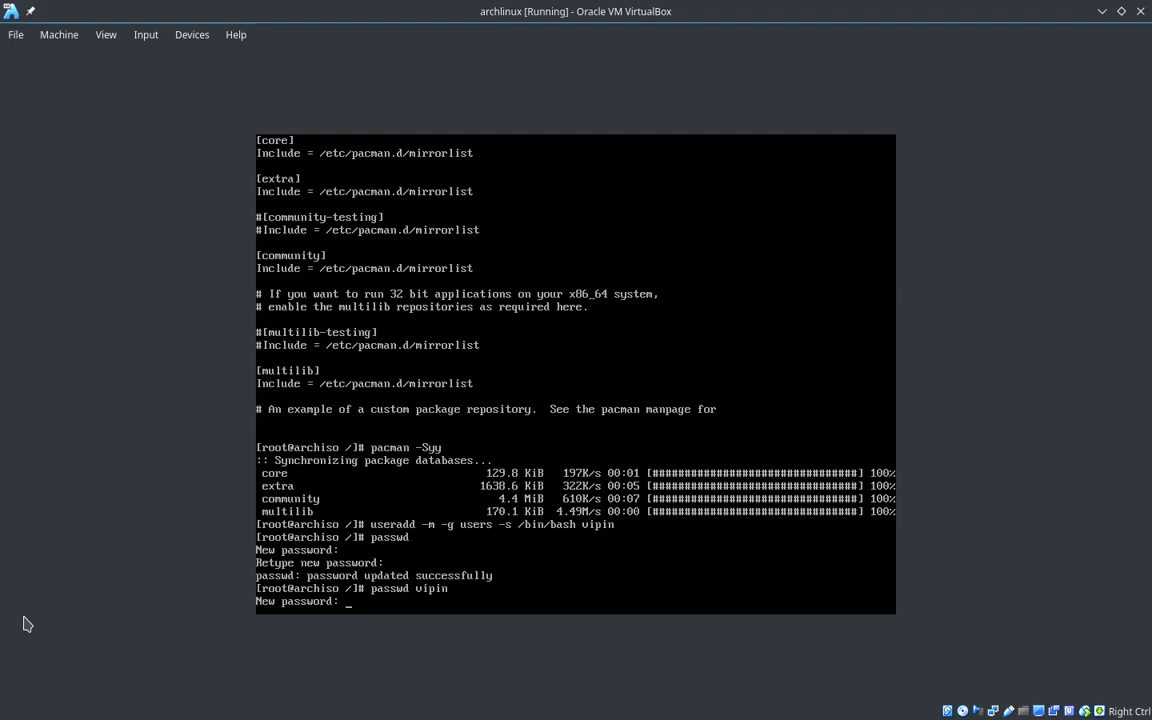 archlinux [Running] - Oracle VM VirtualBox
File Machine View Input Devices Help
[core]
Include = /etc/pacman.d/mirrorlist
[extra]
Include = /etc/pacman.d/mirrorlist
#[community-testing]
#Include = /etc/pacman.d/mirrorlist
[community]
Include = /etc/pacman.d/mirrorlist
# If you want to run 32 bit applications on your x86_64 system,
# enable the multilib repositories as required here.
#[multilib-testing]
#Include = /etc/pacman.d/mirrorlist
[multilib]
Include = /etc/pacman.d/mirrorlist
# An example of a custom package repository.  See the pacman manpage for
[root@archiso /]# pacman -Syy
:: Synchronizing package databases...
core 129.8 KiB 197K/s 00:01 [################################] 100%
extra 1638.6 KiB 322K/s 00:05 [################################] 100%
community 4.4 MiB 610K/s 00:07 [################################] 100%
multilib 170.1 KiB 4.49M/s 00:00 [################################] 100%
[root@archiso /]# useradd -m -g users -s /bin/bash vipin
[root@archiso /]# passwd
New password:
Retype new password:
passwd: password updated successfully
[root@archiso /]# passwd vipin
New password: _
Right Ctrl